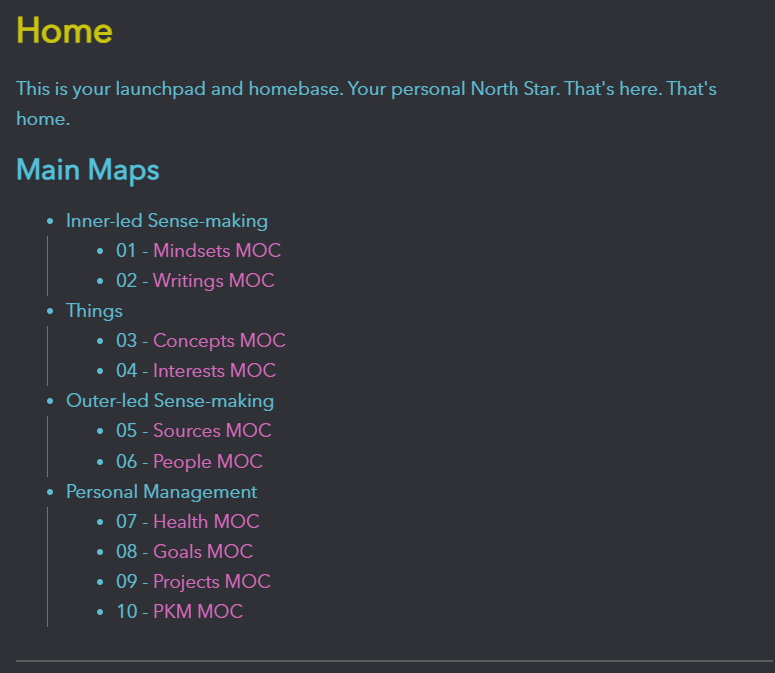 Home
This is your launchpad and homebase. Your personal North Star. That's here. That's
home.
Main Maps
Inner-led Sense-making
01 - Mindsets MOC
02 - Writings MOC
Things
03 - Concepts MOC
04 - Interests MOC
Outer-led Sense-making
05 - Sources MOC
06 - People MOC
Personal Management
07 - Health MOC
08 - Goals MOC
09 - Projects MOC
10 - PKM MOC